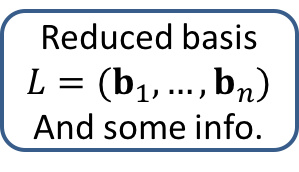 Reduced basis
𝐿 = (𝐛₁, … , 𝐛ₙ)
And some info.